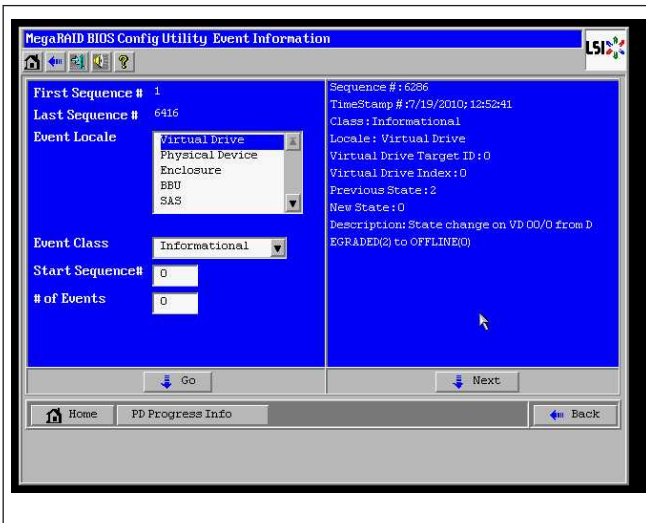 MegaRAID BIOS Config Utility Event Information
LSI
First Sequence # 1
Last Sequence # 6416
Event Locale
Virtual Drive
Physical Device
Enclosure
BBU
SAS
Event Class Informational
Start Sequence# 0
# of Events 0
Go
Sequence #:6286
TimeStamp #:7/19/2010;12:52:41
Class:Informational
Locale: Virtual Drive
Virtual Drive Target ID:0
Virtual Drive Index:0
Previous State:2
New State:0
Description: State change on VD 00/0 from D
EGRADED(2) to OFFLINE(0)
Next
Home
PD Progress Info
Back